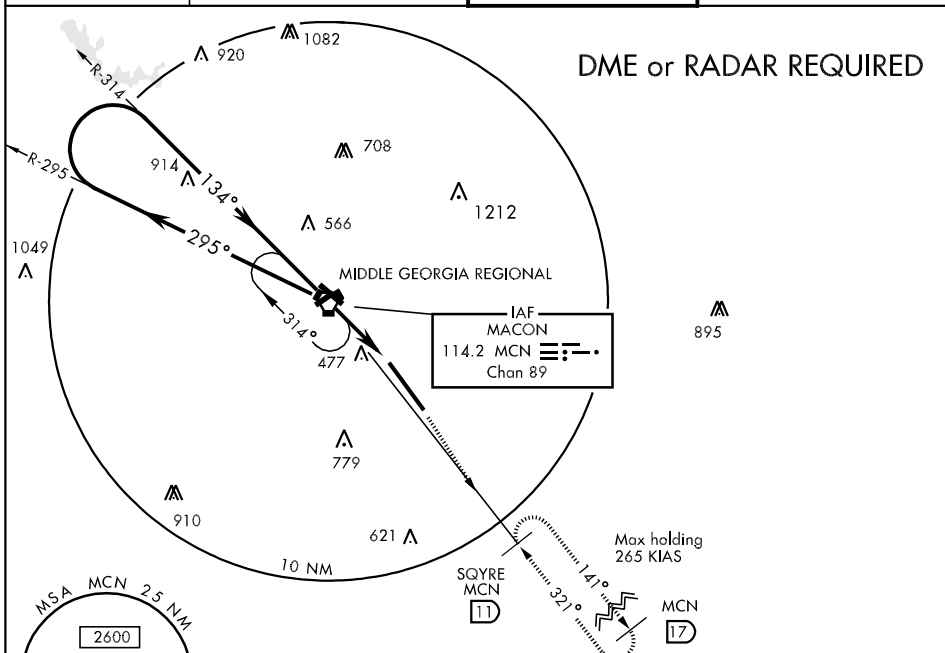 1082
920
DME or RADAR REQUIRED
R-314
708
R-295
914
134°
1212
566
295°
1049
MIDDLE GEORGIA REGIONAL
IAF
MACON
114.2 MCN
Chan 89
314°
477
895
779
910
621
Max holding
265 KIAS
10 NM
141°
SQYRE
MCN
11
321°
MCN
17
MSA MCN 25 NM
2600